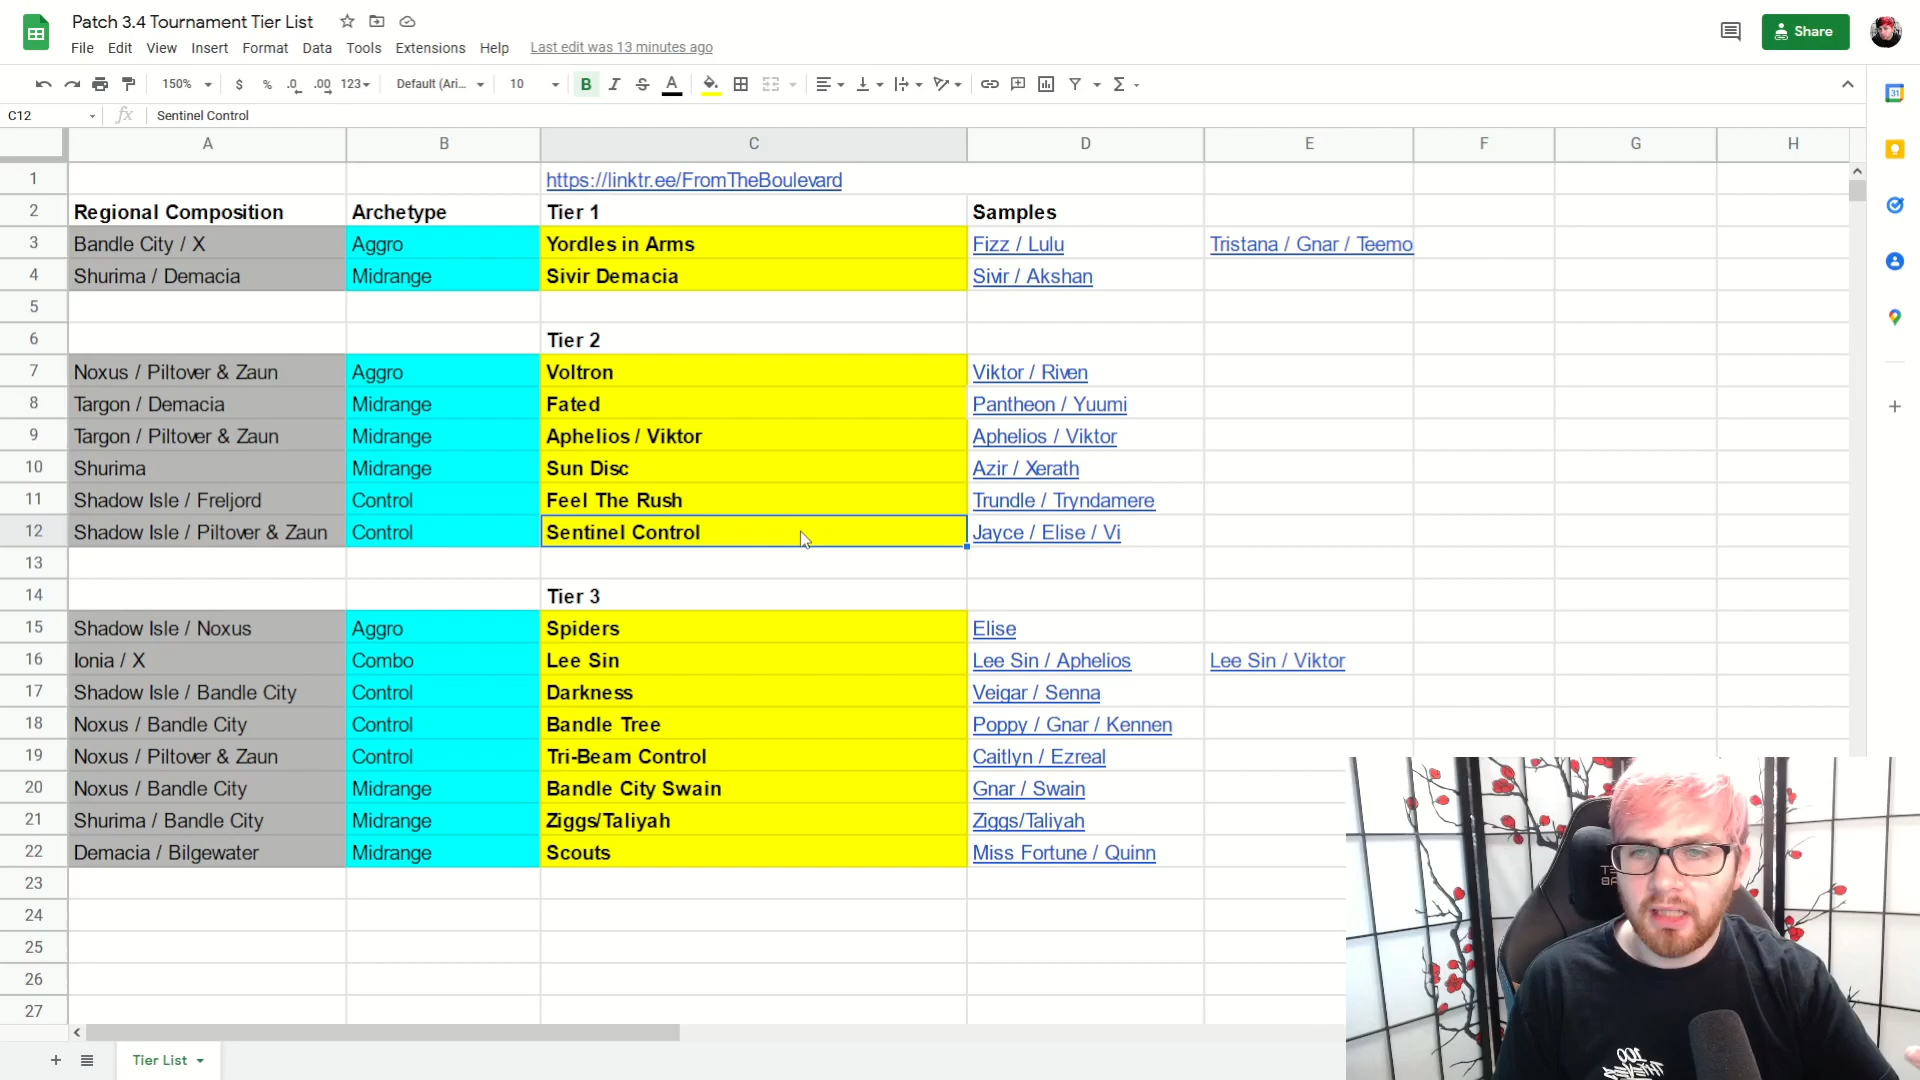 Patch 3.4 Tournament Tier List
File Edit View Insert Format Data Tools Extensions Help Last edit was 13 minutes ago
Share
150% $ % .0 .00 123 Default (Ari... 10 B I S A
C12 fx Sentinel Control
A B C D E F G H
1 https://linktr.ee/FromTheBoulevard
2 Regional Composition Archetype Tier 1 Samples
3 Bandle City / X Aggro Yordles in Arms Fizz / Lulu Tristana / Gnar / Teemo
4 Shurima / Demacia Midrange Sivir Demacia Sivir / Akshan
5
6 Tier 2
7 Noxus / Piltover & Zaun Aggro Voltron Viktor / Riven
8 Targon / Demacia Midrange Fated Pantheon / Yuumi
9 Targon / Piltover & Zaun Midrange Aphelios / Viktor Aphelios / Viktor
10 Shurima Midrange Sun Disc Azir / Xerath
11 Shadow Isle / Freljord Control Feel The Rush Trundle / Tryndamere
12 Shadow Isle / Piltover & Zaun Control Sentinel Control Jayce / Elise / Vi
13
14 Tier 3
15 Shadow Isle / Noxus Aggro Spiders Elise
16 Ionia / X Combo Lee Sin Lee Sin / Aphelios Lee Sin / Viktor
17 Shadow Isle / Bandle City Control Darkness Veigar / Senna
18 Noxus / Bandle City Control Bandle Tree Poppy / Gnar / Kennen
19 Noxus / Piltover & Zaun Control Tri-Beam Control Caitlyn / Ezreal
20 Noxus / Bandle City Midrange Bandle City Swain Gnar / Swain
21 Shurima / Bandle City Midrange Ziggs/Taliyah Ziggs/Taliyah
22 Demacia / Bilgewater Midrange Scouts Miss Fortune / Quinn
23
24
25
26
27
Tier List
31